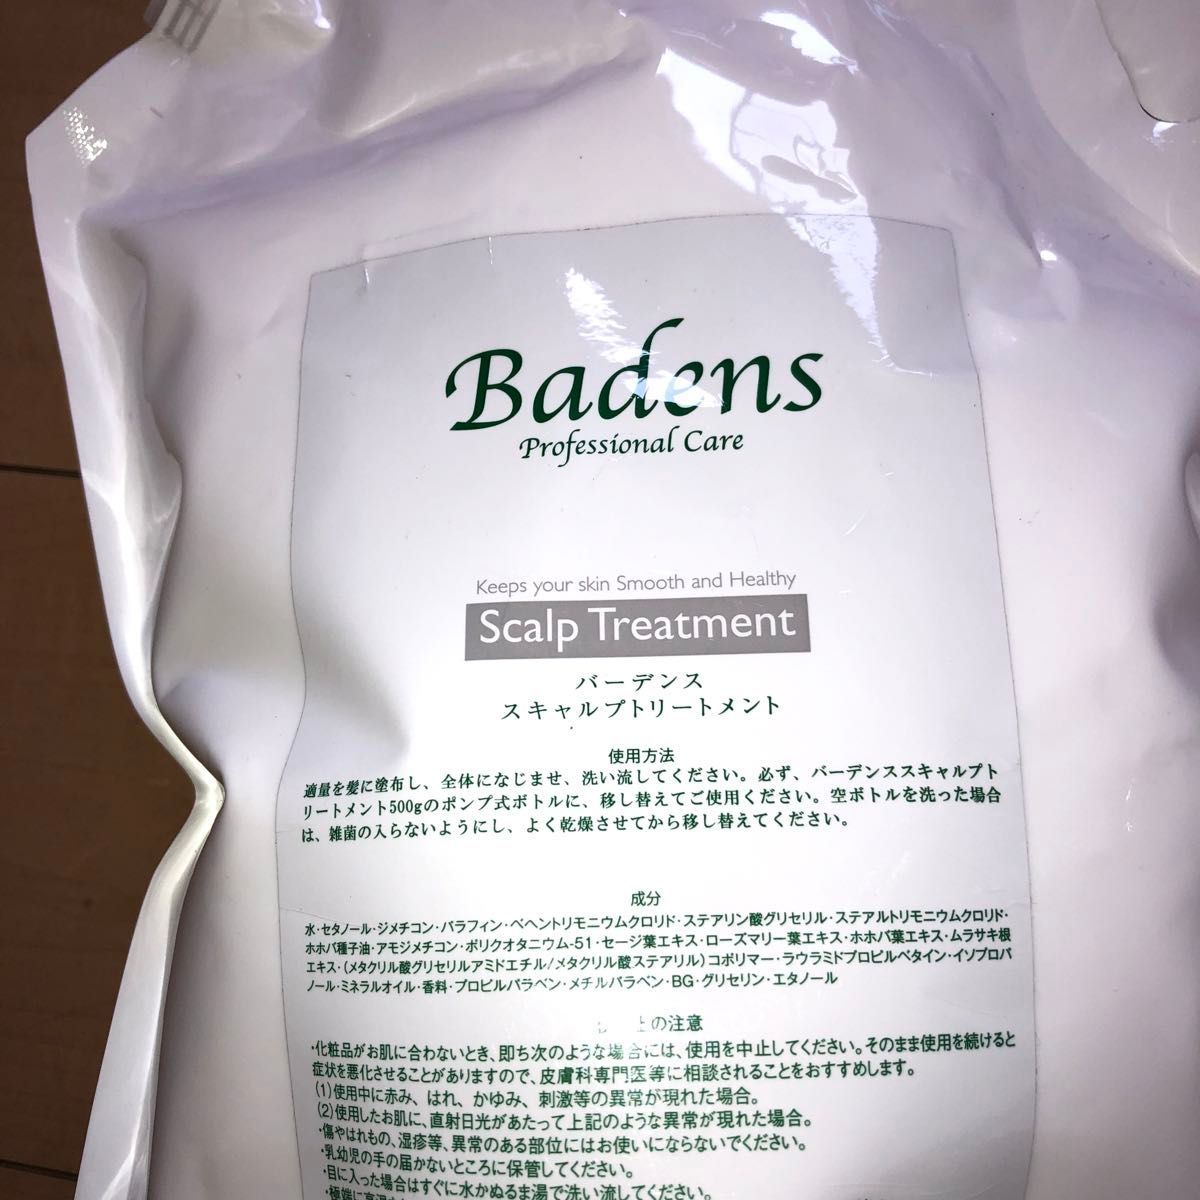 Badens
Professional Care
Keeps your skin Smooth and Healthy
Scalp Treatment
バーデンス
スキャルプトリートメント
使用方法
適量を髪に塗布し、全体になじませ、洗い流してください。必ず、バーデンススキャルプト
リートメント500gのポンプ式ボトルに、移し替えてご使用ください。空ボトルを洗った場合
は、雑菌の入らないようにし、よく乾燥させてから移し替えてください。
成分
水・セタノール・ジメチコン・パラフィン・ベヘントリモニウムクロリド・ステアリン酸グリセリル・ステアルトリモニウムクロリド・
ホホバ種子油・アモジメチコン・ポリクオタニウム-51・セージ葉エキス・ローズマリー葉エキス・ホホバ葉エキス・ムラサキ根
エキス・(メタクリル酸グリセリルアミドエチル/メタクリル酸ステアリル)コポリマー・ラウラミドプロピルベタイン・イソプロパ
ノール・ミネラルオイル・香料・プロピルパラベン・メチルパラベン・BG・グリセリン・エタノール
上の注意
・化粧品がお肌に合わないとき、即ち次のような場合には、使用を中止してください。そのまま使用を続けると
症状を悪化させることがありますので、皮膚科専門医等に相談されることをおすすめします。
(1)使用中に赤み、はれ、かゆみ、刺激等の異常が現れた場合。
(2)使用したお肌に、直射日光があたって上記のような異常が現れた場合。
・傷やはれもの、湿疹等、異常のある部位にはお使いにならないでください。
・乳幼児の手の届かないところに保管してください。
・目に入った場合はすぐに水かぬるま湯で洗い流してください。
・極端に高温